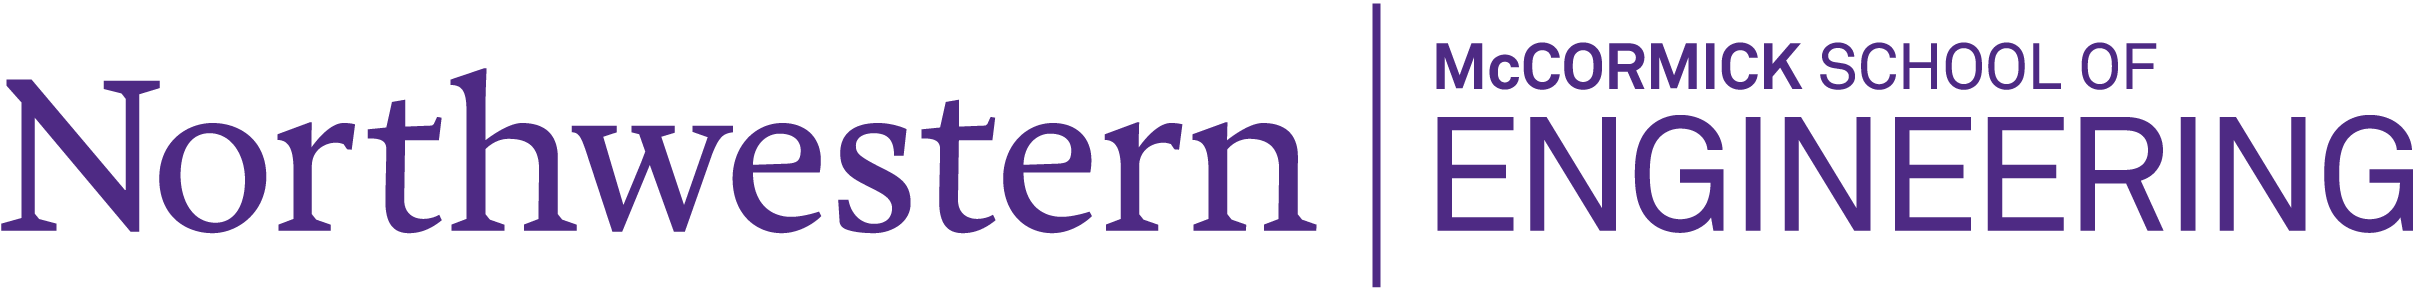 Northwestern
McCORMICK SCHOOL OF
ENGINEERING